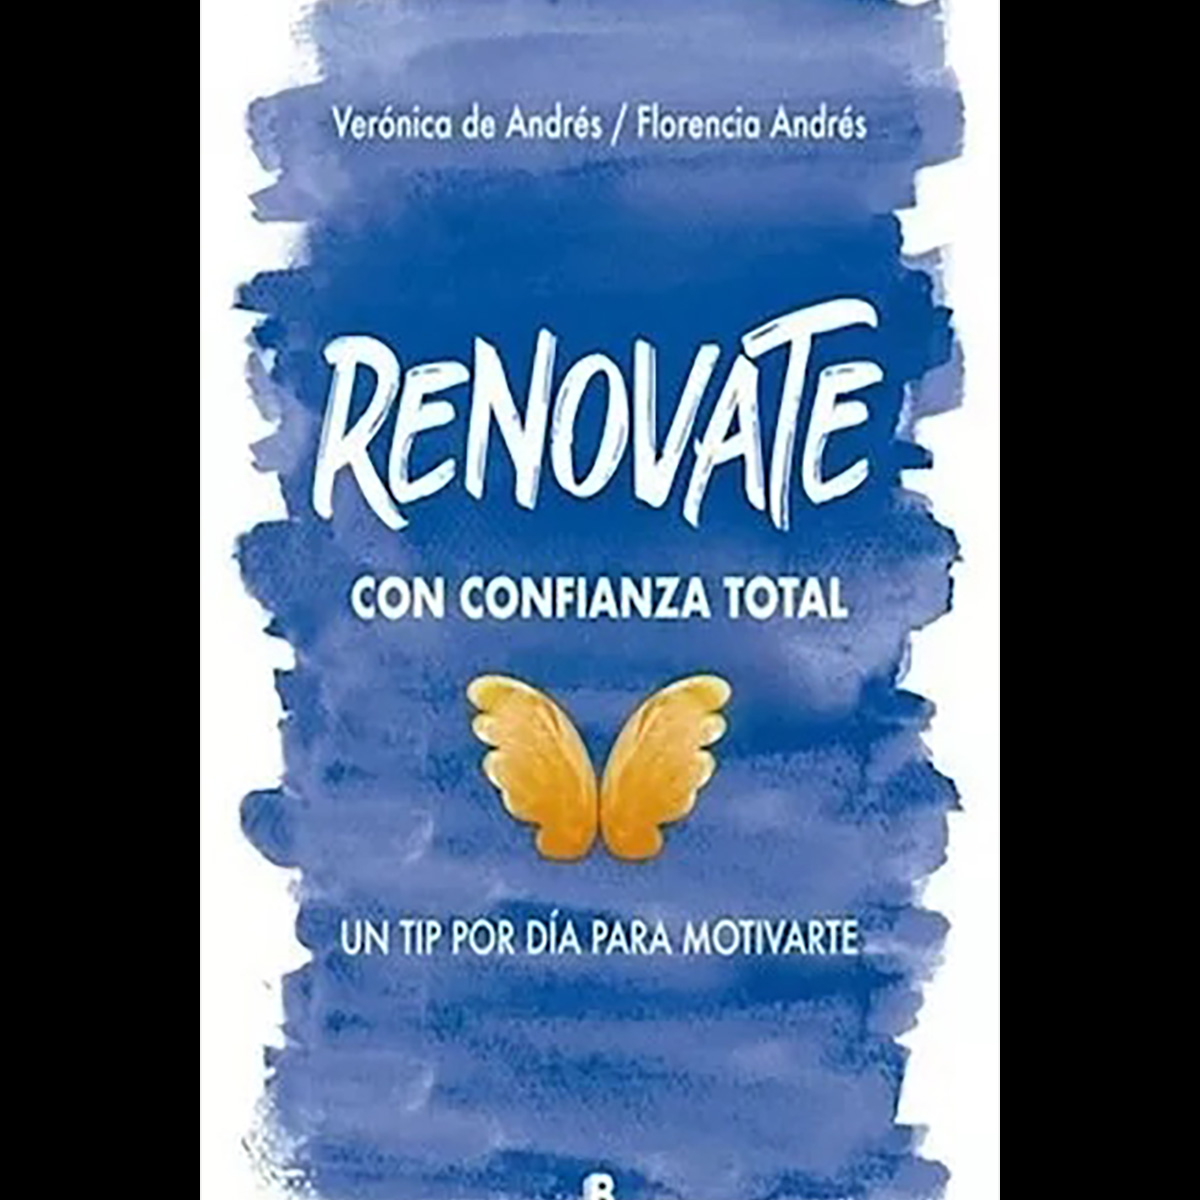 Verónica de Andrés / Florencia Andrés
RENOVATE
CON CONFIANZA TOTAL
UN TIP POR DÍA PARA MOTIVARTE
B